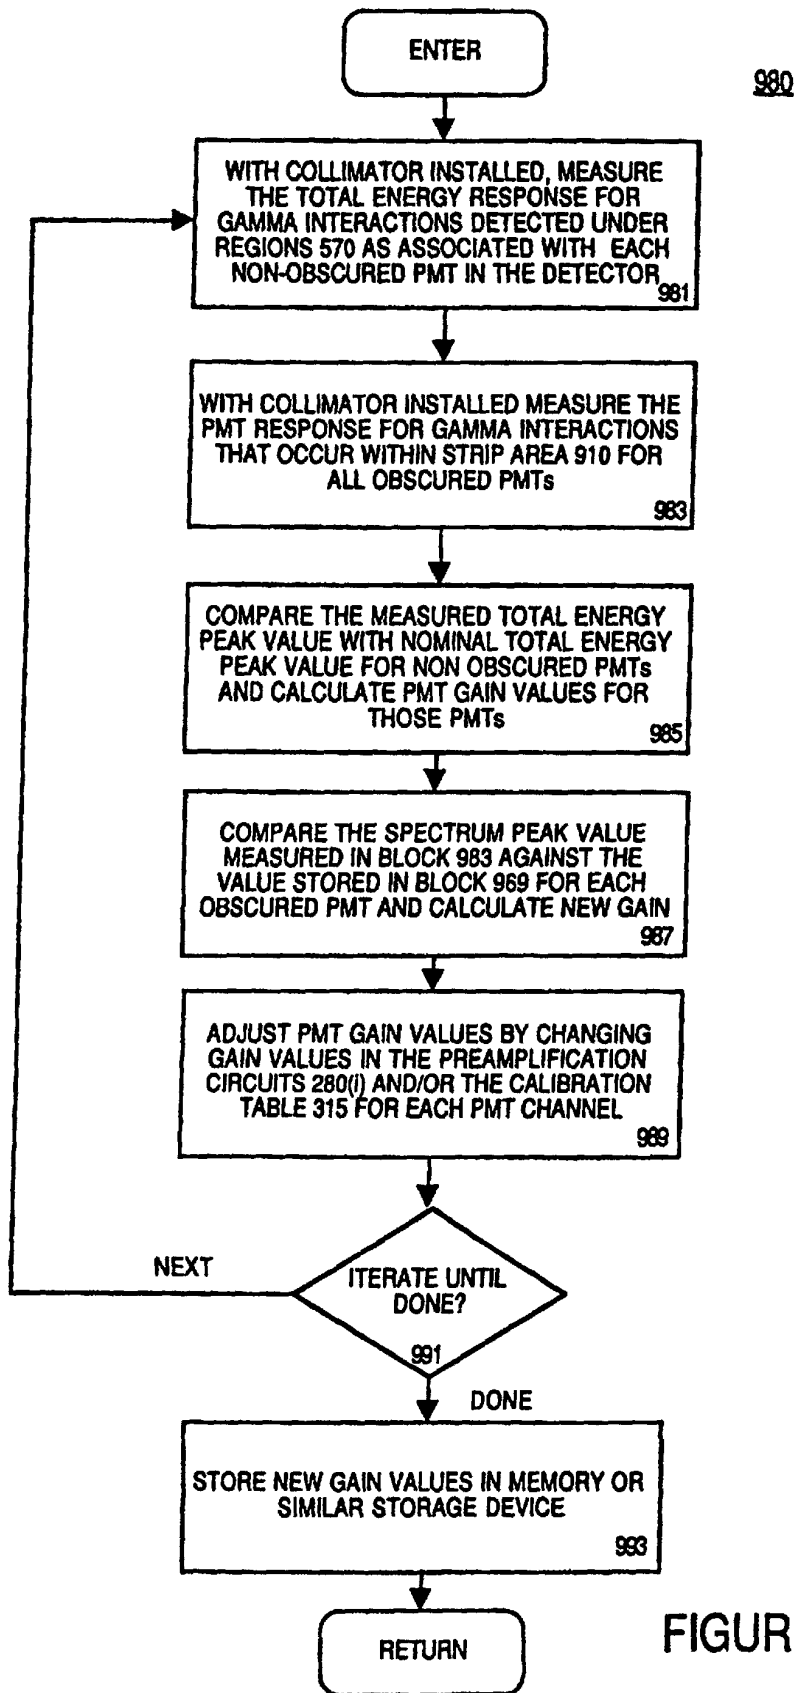 ENTER
980
WITH COLLIMATOR INSTALLED, MEASURE
THE TOTAL ENERGY RESPONSE FOR
GAMMA INTERACTIONS DETECTED UNDER
REGIONS 570 AS ASSOCIATED WITH EACH
NON-OBSCURED PMT IN THE DETECTOR
981
WITH COLLIMATOR INSTALLED MEASURE THE
PMT RESPONSE FOR GAMMA INTERACTIONS
THAT OCCUR WITHIN STRIP AREA 910 FOR
ALL OBSCURED PMTs
983
COMPARE THE MEASURED TOTAL ENERGY
PEAK VALUE WITH NOMINAL TOTAL ENERGY
PEAK VALUE FOR NON OBSCURED PMTs
AND CALCULATE PMT GAIN VALUES FOR
THOSE PMTs
985
COMPARE THE SPECTRUM PEAK VALUE
MEASURED IN BLOCK 983 AGAINST THE
VALUE STORED IN BLOCK 969 FOR EACH
OBSCURED PMT AND CALCULATE NEW GAIN
987
ADJUST PMT GAIN VALUES BY CHANGING
GAIN VALUES IN THE PREAMPLIFICATION
CIRCUITS 280(i) AND/OR THE CALIBRATION
TABLE 315 FOR EACH PMT CHANNEL
989
NEXT
ITERATE UNTIL
DONE?
991
DONE
STORE NEW GAIN VALUES IN MEMORY OR
SIMILAR STORAGE DEVICE
993
RETURN
FIGUR